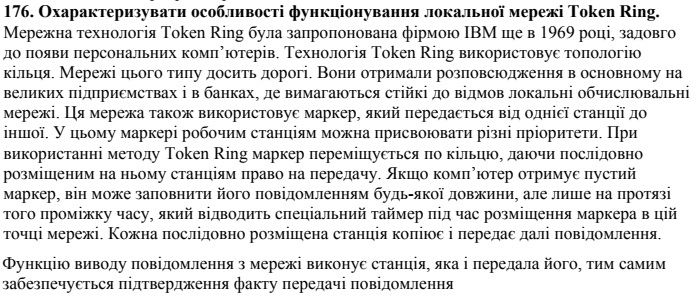 176. Охарактеризувати особливості функціонування локальної мережі Token Ring.
Мережна технологія Token Ring була запропонована фірмою IBM ще в 1969 році, задовго
до появи персональних комп’ютерів. Технологія Token Ring використовує топологію
кільця. Мережі цього типу досить дорогі. Вони отримали розповсюдження в основному на
великих підприємствах і в банках, де вимагаються стійкі до відмов локальні обчислювальні
мережі. Ця мережа також використовує маркер, який передається від однієї станції до
іншої. У цьому маркері робочим станціям можна присвоювати різні пріоритети. При
використанні методу Token Ring маркер переміщується по кільцю, даючи послідовно
розміщеним на ньому станціям право на передачу. Якщо комп’ютер отримує пустий
маркер, він може заповнити його повідомленням будь-якої довжини, але лише на протязі
того проміжку часу, який відводить спеціальний таймер під час розміщення маркера в цій
точці мережі. Кожна послідовно розміщена станція копіює і передає далі повідомлення.
Функцію виводу повідомлення з мережі виконує станція, яка і передала його, тим самим
забезпечується підтвердження факту передачі повідомлення